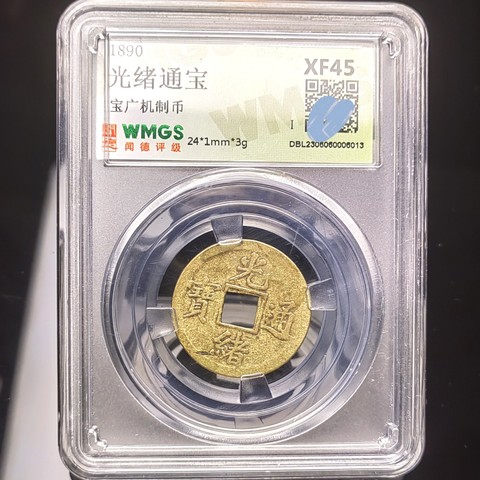 1890
光绪通宝
宝广机制币
WMGS
闻德评级
24*1mm*3g
XF45
DBL2306060006013
光
寶 通
緒